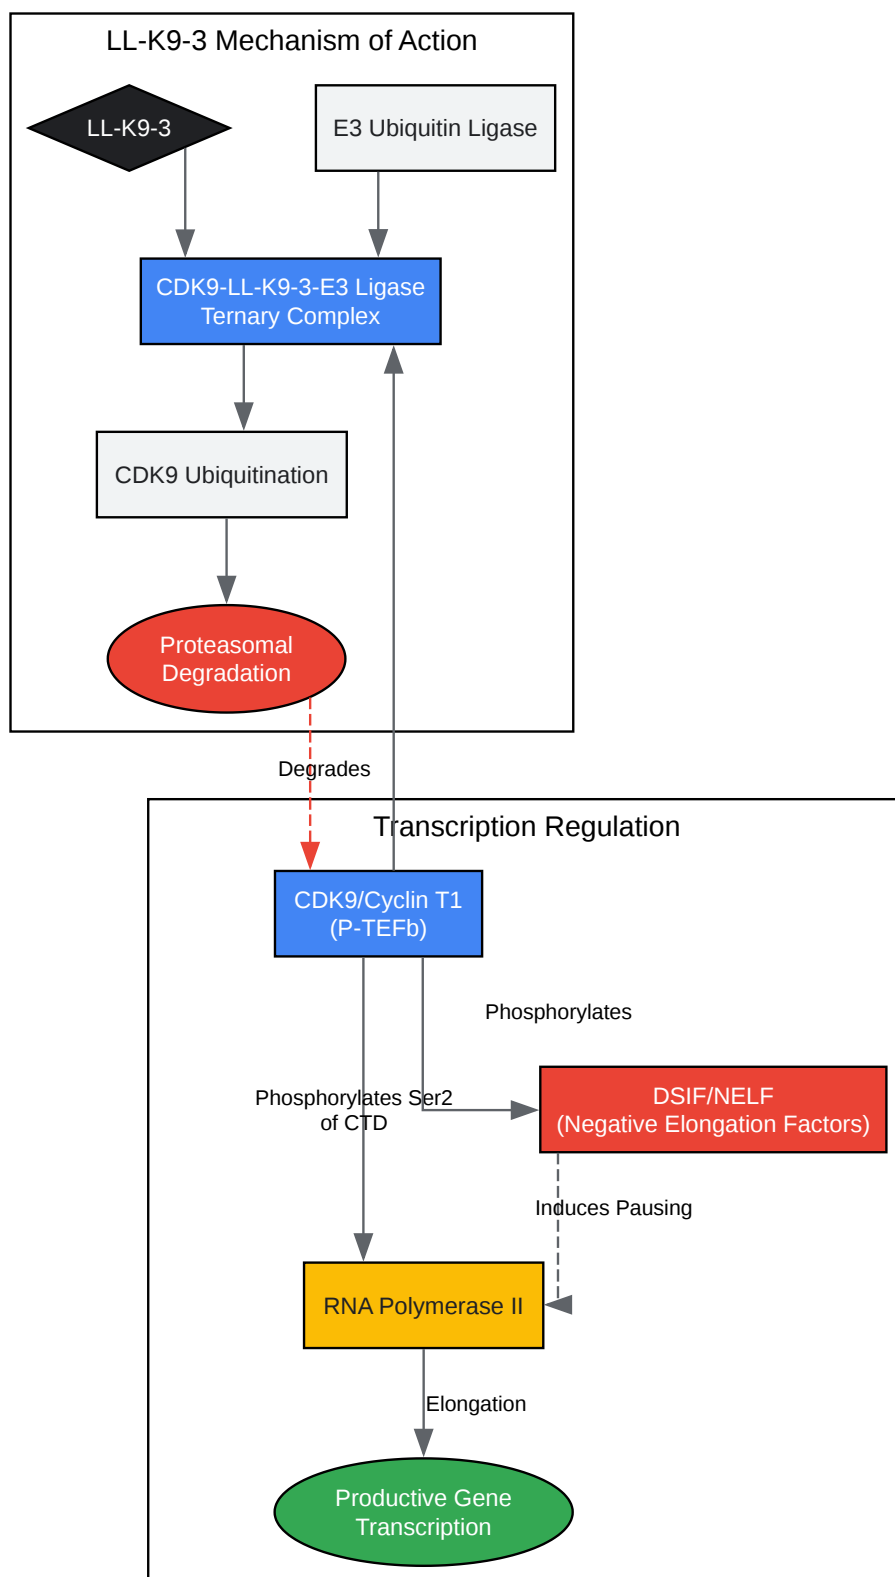 LL-K9-3 Mechanism of Action
LL-K9-3
E3 Ubiquitin Ligase
CDK9-LL-K9-3-E3 Ligase
Ternary Complex
CDK9 Ubiquitination
Proteasomal
Degradation
Degrades
Transcription Regulation
CDK9/Cyclin T1
(P-TEFb)
Phosphorylates
Phosphorylates Ser2
of CTD
DSIF/NELF
(Negative Elongation Factors)
Induces Pausing
RNA Polymerase II
Elongation
Productive Gene
Transcription